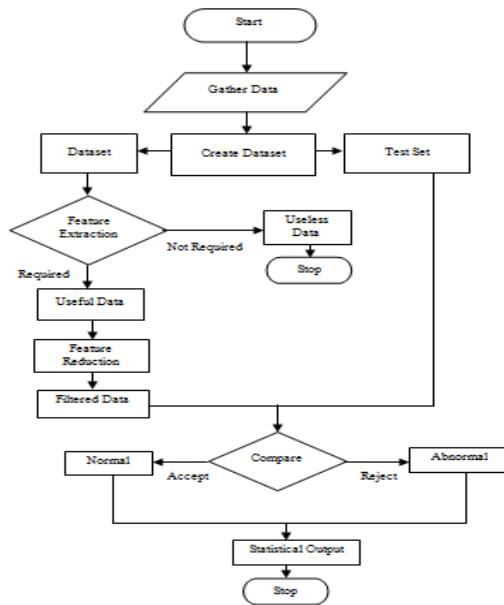 Start
Gather Data
Dataset
Create Dataset
Test Set
Feature
Extraction
Not Required
Useless
Data
Stop
Required
Useful Data
Feature
Reduction
Filtered Data
Compare
Normal
Accept
Reject
Abnormal
Statistical Output
Stop